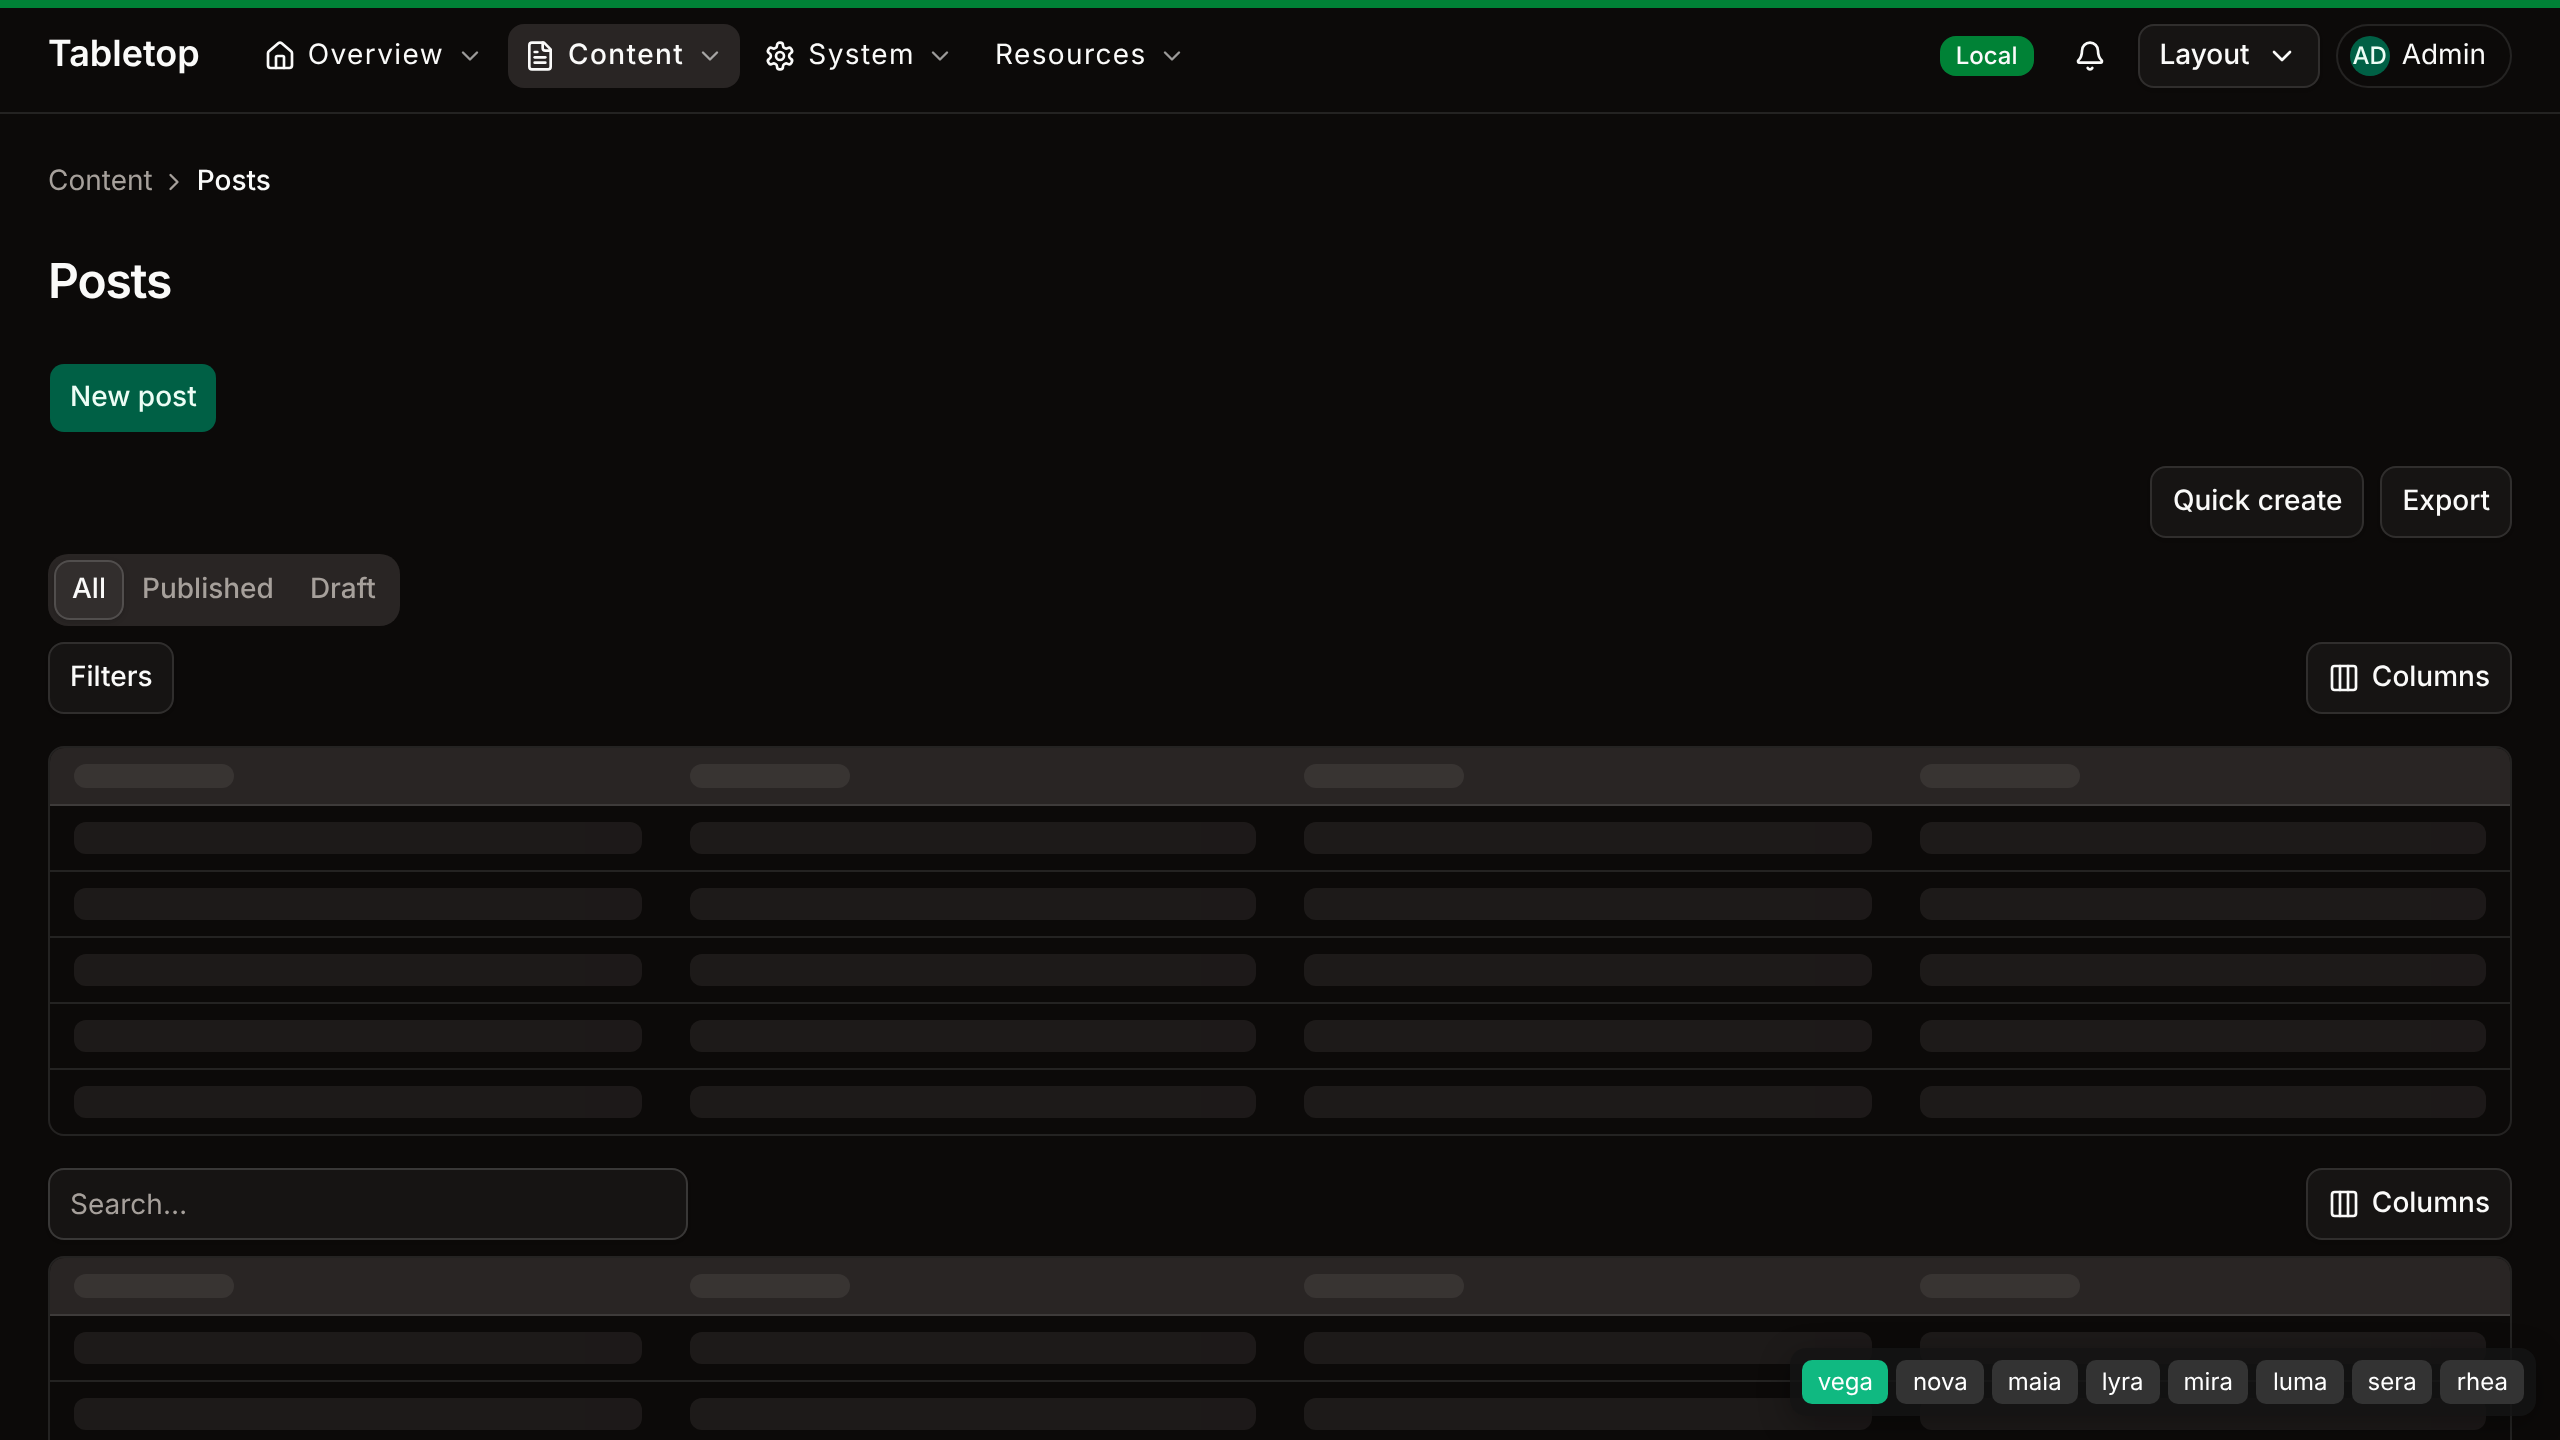 Tabletop Overview Content System Resources Local Layout AD Admin
Content Posts
Posts
New post
Quick create Export
All Published Draft
Filters Columns
Search... Columns
vega nova maia lyra mira luma sera rhea